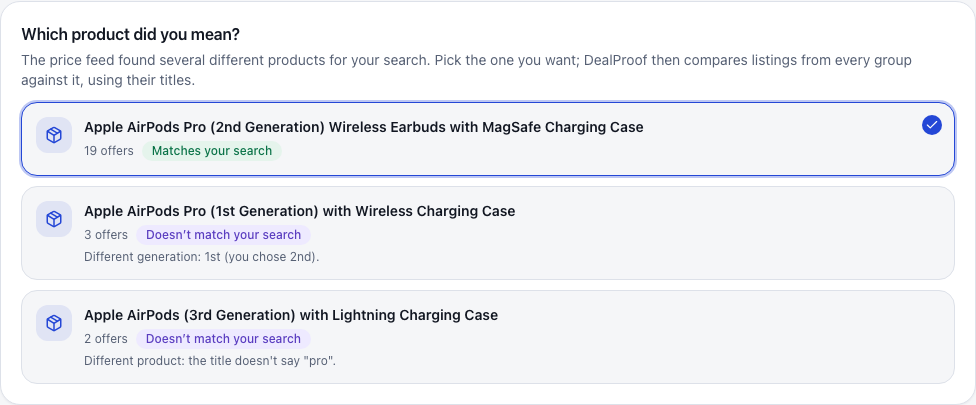 Which product did you mean?
The price feed found several different products for your search. Pick the one you want; DealProof then compares listings from every group
against it, using their titles.
Apple AirPods Pro (2nd Generation) Wireless Earbuds with MagSafe Charging Case
19 offers Matches your search
Apple AirPods Pro (1st Generation) with Wireless Charging Case
3 offers Doesn’t match your search
Different generation: 1st (you chose 2nd).
Apple AirPods (3rd Generation) with Lightning Charging Case
2 offers Doesn’t match your search
Different product: the title doesn't say "pro".